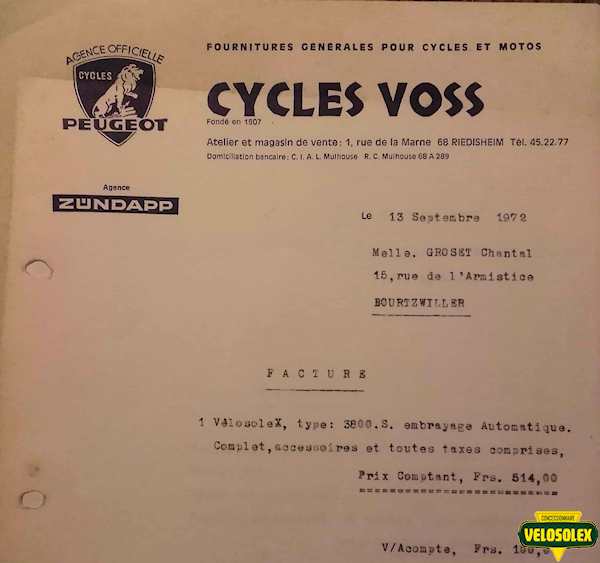 AGENCE OFFICIELLE
CYCLES
PEUGEOT
FOURNITURES GENERALES POUR CYCLES ET MOTOS
CYCLES VOSS
Fondé en 1907
Atelier et magasin de vente: 1, rue de la Marne 68 RIEDISHEIM Tél. 45.22.77
Domiciliation bancaire: C. I. A. L. Mulhouse R. C. Mulhouse 68 A 289
Agence
ZÜNDAPP
Le 13 Septembre 1972
Melle. GROSET Chantal
15, rue de l'Armistice
BOURTZWILLER
FACTURE
1 VélosoleX, type: 3800.S. embrayage Automatique.
Complet, accessoires et toutes taxes comprises,
Prix Comptant, Frs. 514,00
V/Acompte, Frs.
CONCESSIONNAIRE
VELOSOLEX